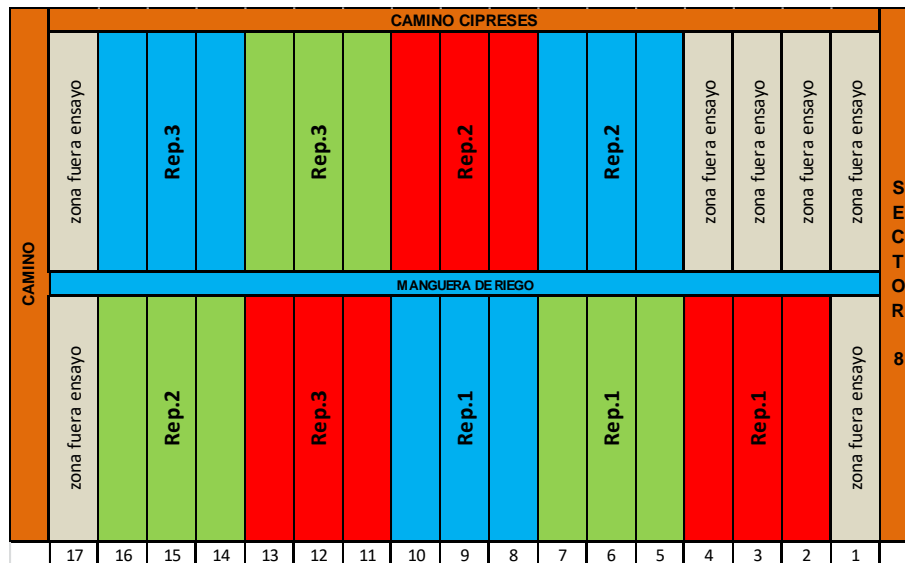 CAMINO CIPRESES
CAMINO
zona fuera ensayo
Rep.3
Rep.3
Rep.2
Rep.2
zona fuera ensayo
zona fuera ensayo
zona fuera ensayo
zona fuera ensayo
SECTOR 8
MANGUERA DE RIEGO
zona fuera ensayo
Rep.2
Rep.3
Rep.1
Rep.1
Rep.1
zona fuera ensayo
17 16 15 14 13 12 11 10 9 8 7 6 5 4 3 2 1